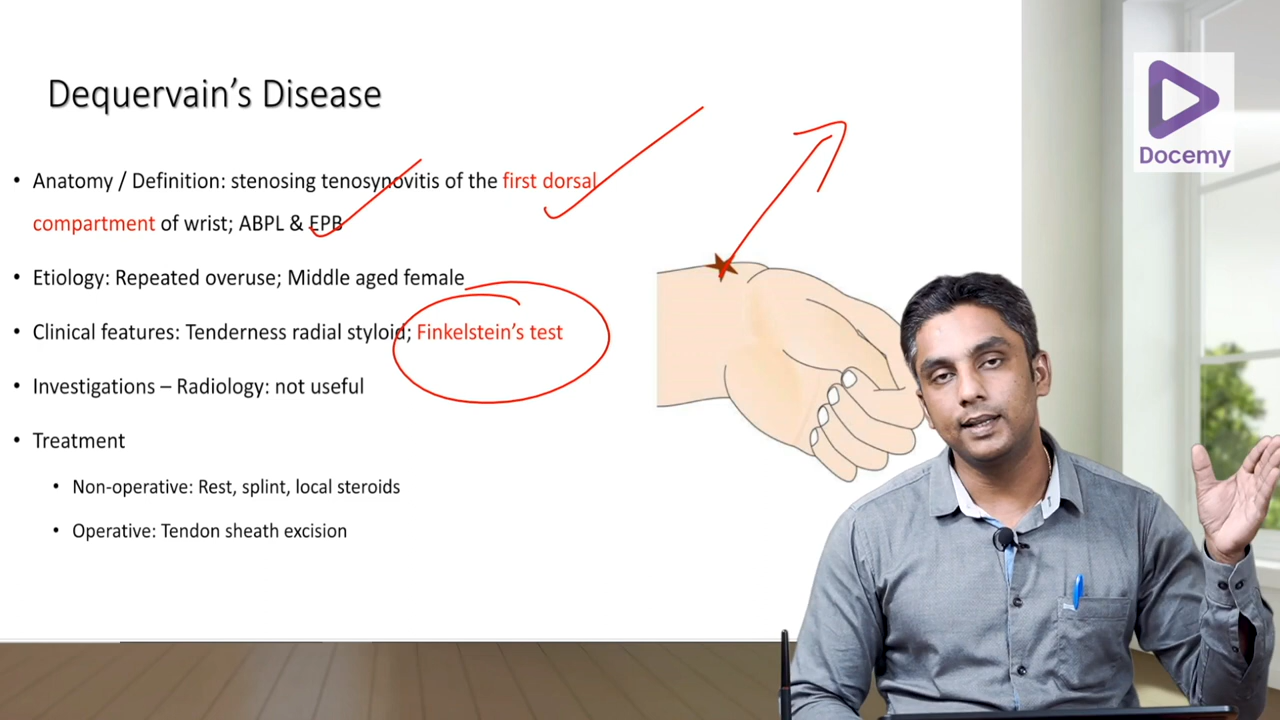 Dequervain's Disease
• Anatomy / Definition: stenosing tenosynovitis of the first dorsal
compartment of wrist; ABPL & EPB
• Etiology: Repeated overuse; Middle aged female
• Clinical features: Tenderness radial styloid; Finkelstein's test
• Investigations – Radiology: not useful
• Treatment
• Non-operative: Rest, splint, local steroids
• Operative: Tendon sheath excision
Docemy